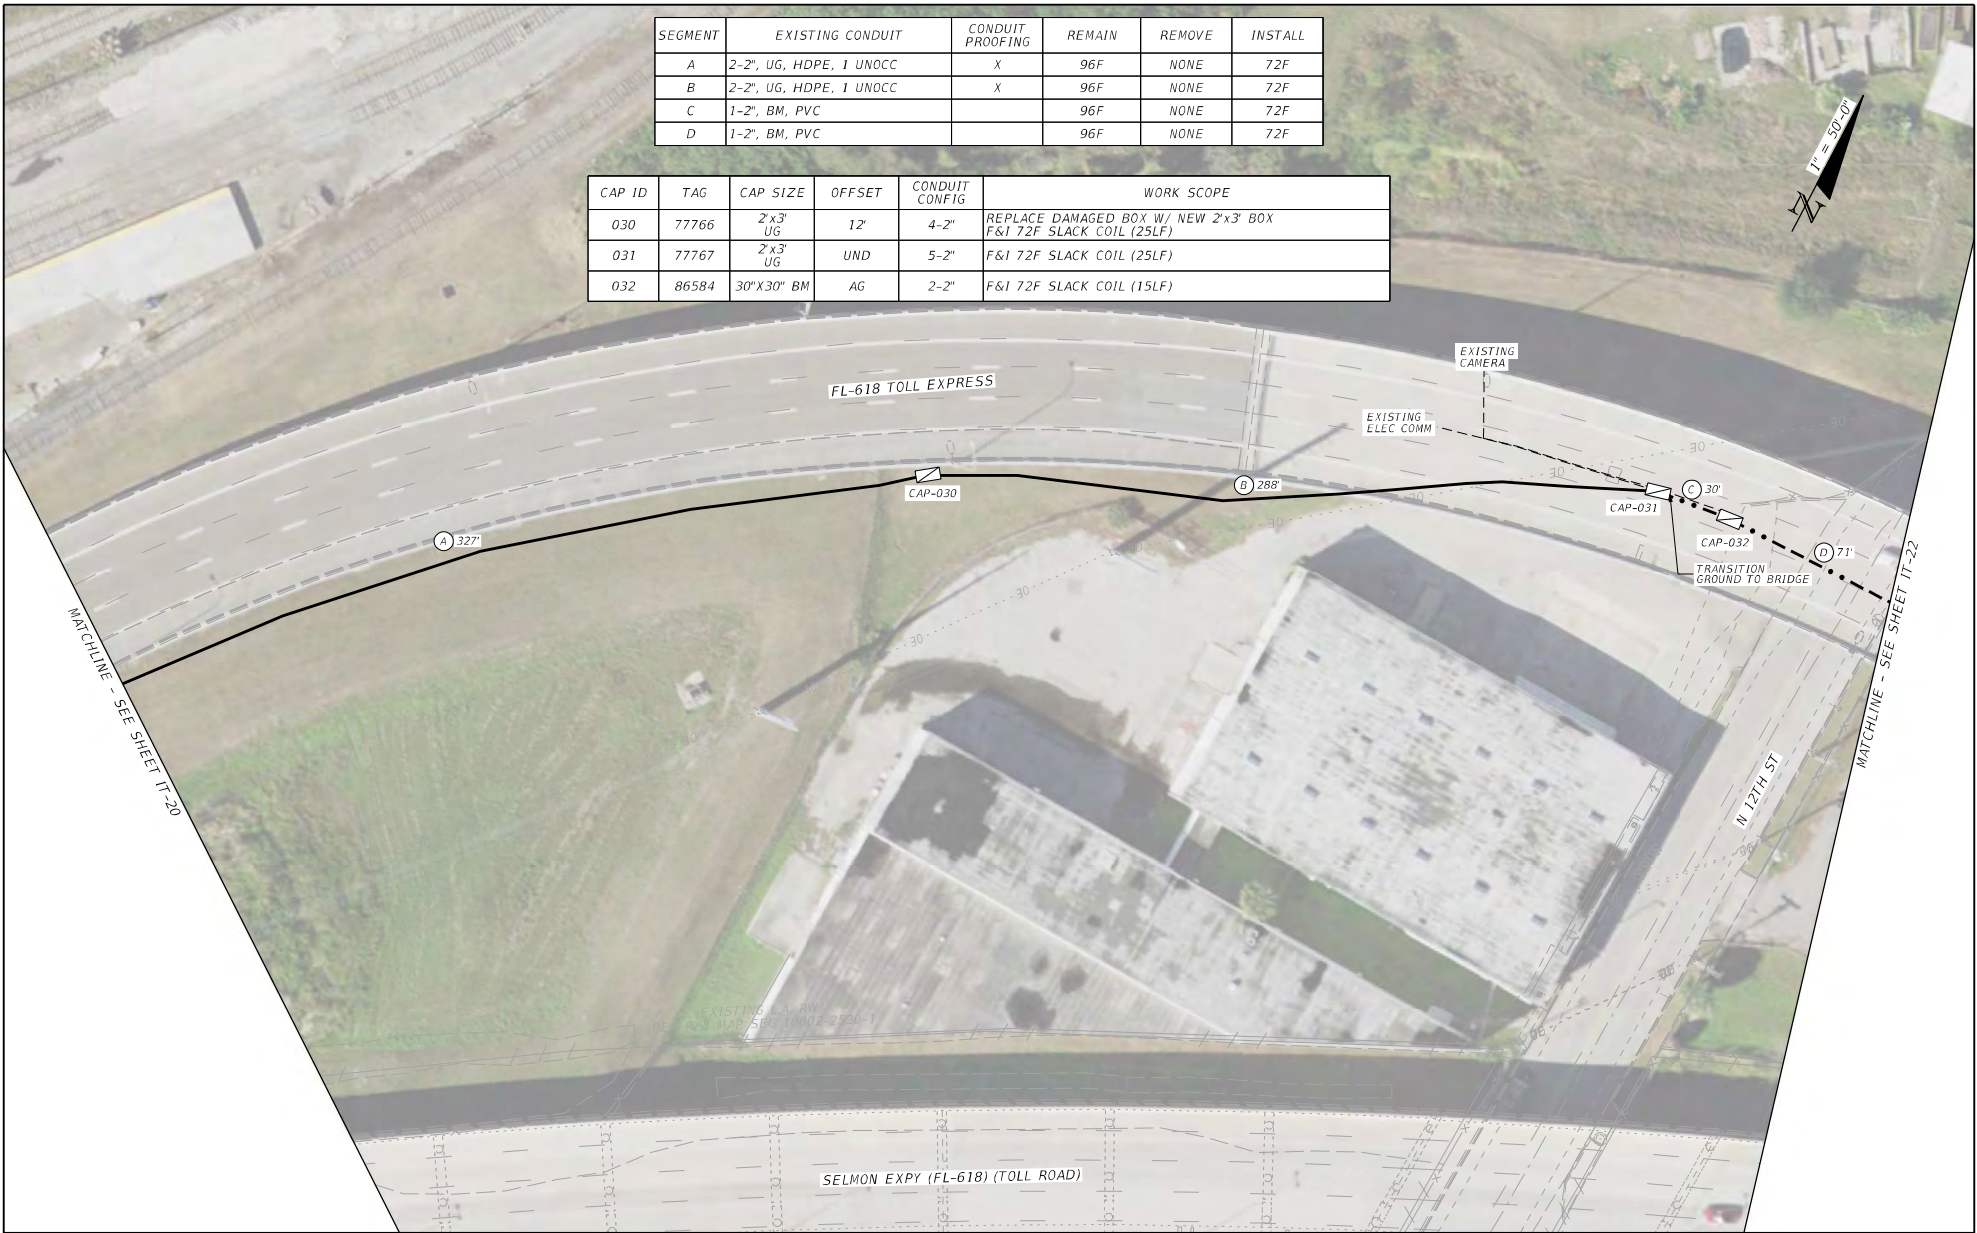 SEGMENT EXISTING CONDUIT CONDUIT PROOFING REMAIN REMOVE INSTALL
A 2-2", UG, HDPE, 1 UNOCC X 96F NONE 72F
B 2-2", UG, HDPE, 1 UNOCC X 96F NONE 72F
C 1-2", BM, PVC 96F NONE 72F
D 1-2", BM, PVC 96F NONE 72F
1" = 50'-0"
N
CAP ID TAG CAP SIZE OFFSET CONDUIT CONFIG WORK SCOPE
030 77766 2'x3' UG 12' 4-2" REPLACE DAMAGED BOX W/ NEW 2'x3' BOX
F&I 72F SLACK COIL (25LF)
031 77767 2'x3' UG UND 5-2" F&I 72F SLACK COIL (25LF)
032 86584 30"X30" BM AG 2-2" F&I 72F SLACK COIL (15LF)
EXISTING
CAMERA
FL-618 TOLL EXPRESS
EXISTING
ELEC COMM
CAP-030
B 288'
C 30'
CAP-031
A 327'
CAP-032
D 71'
TRANSITION
GROUND TO BRIDGE
MATCHLINE - SEE SHEET IT-20
MATCHLINE - SEE SHEET IT-22
N 12TH ST
EXISTING L.A. R/W
SELMON EXPY (FL-618) (TOLL ROAD)